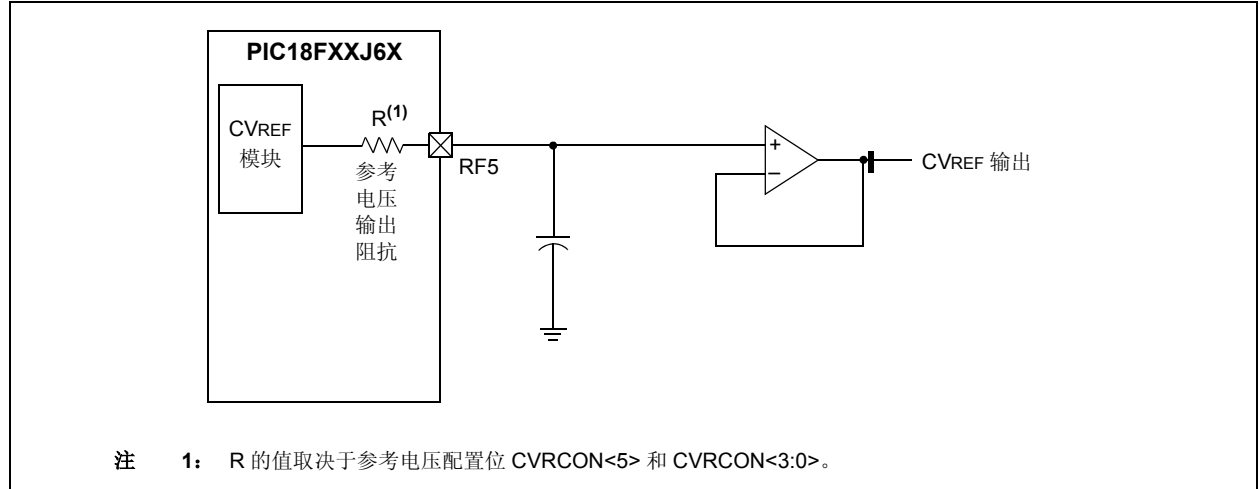 PIC18FXXJ6X
CVREF
模块
R(1)
参考
电压
输出
阻抗
RF5
+
–
CVREF 输出
注 1： R 的值取决于参考电压配置位 CVRCON<5> 和 CVRCON<3:0>。